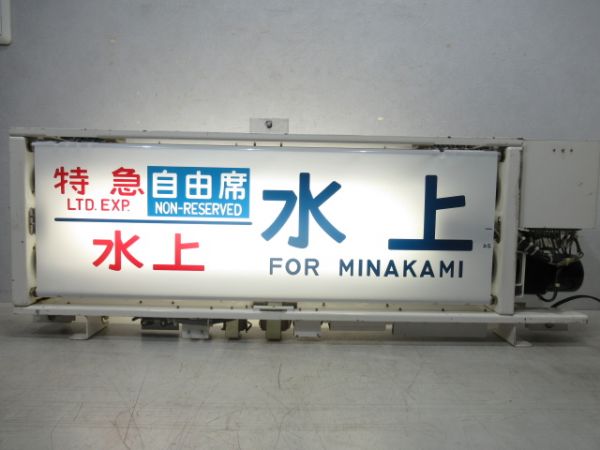 特急 自由席
LTD. EXP. NON-RESERVED
水上
水上
FOR MINAKAMI